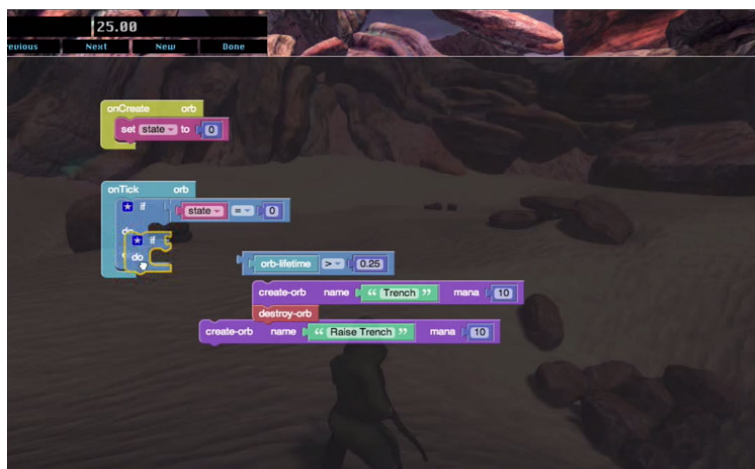 25.00
revious Next New Done
onCreate orb
set state to 0
onTick orb
if state = 0
do
if
do
orb-lifetime > 0.25
create-orb name “ Trench ” mana 10
destroy-orb
create-orb name “ Raise Trench ” mana 10